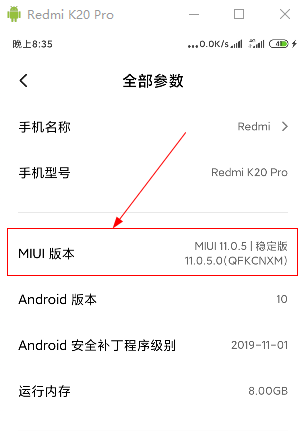 Redmi K20 Pro
晚上8:35
...0.0K/s
4G
4
全部参数
手机名称
Redmi
手机型号
Redmi K20 Pro
MIUI 版本
MIUI 11.0.5 | 稳定版
11.0.5.0(QFKCNXM)
Android 版本
10
Android 安全补丁程序级别
2019-11-01
运行内存
8.00GB